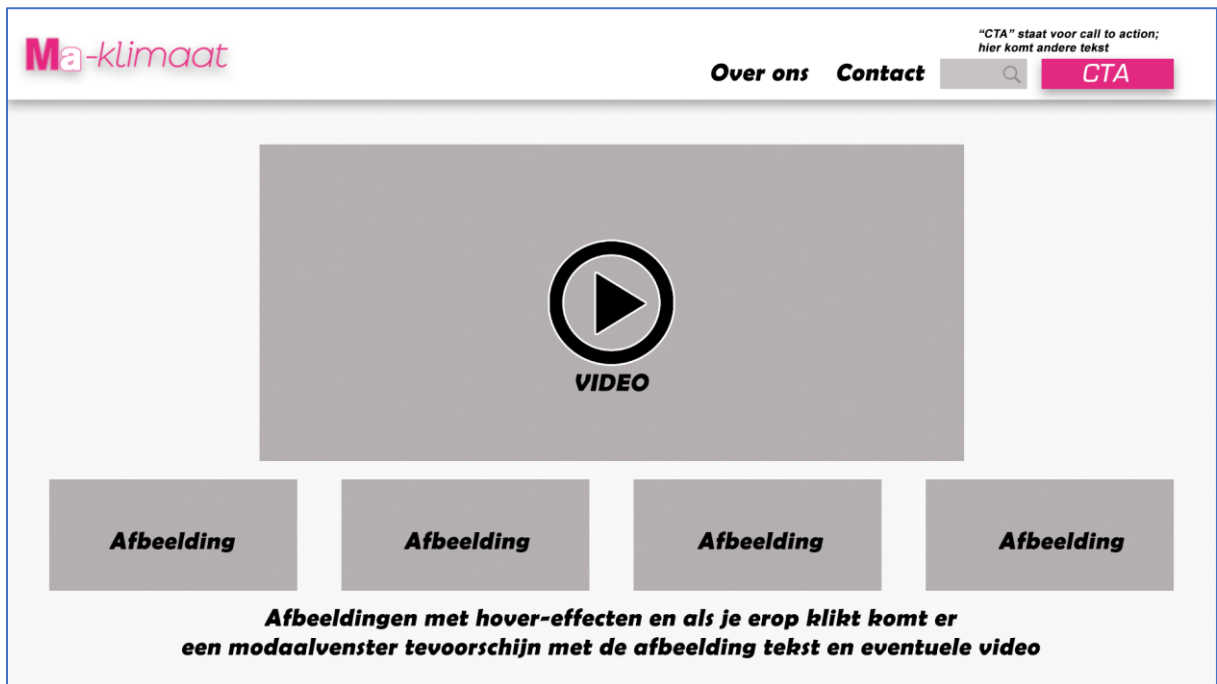 Ma-klimaat
"CTA" staat voor call to action;
hier komt andere tekst
Over ons
Contact
CTA
VIDEO
Afbeelding
Afbeelding
Afbeelding
Afbeelding
Afbeeldingen met hover-effecten en als je erop klikt komt er
een modaalvenster tevoorschijn met de afbeelding tekst en eventuele video